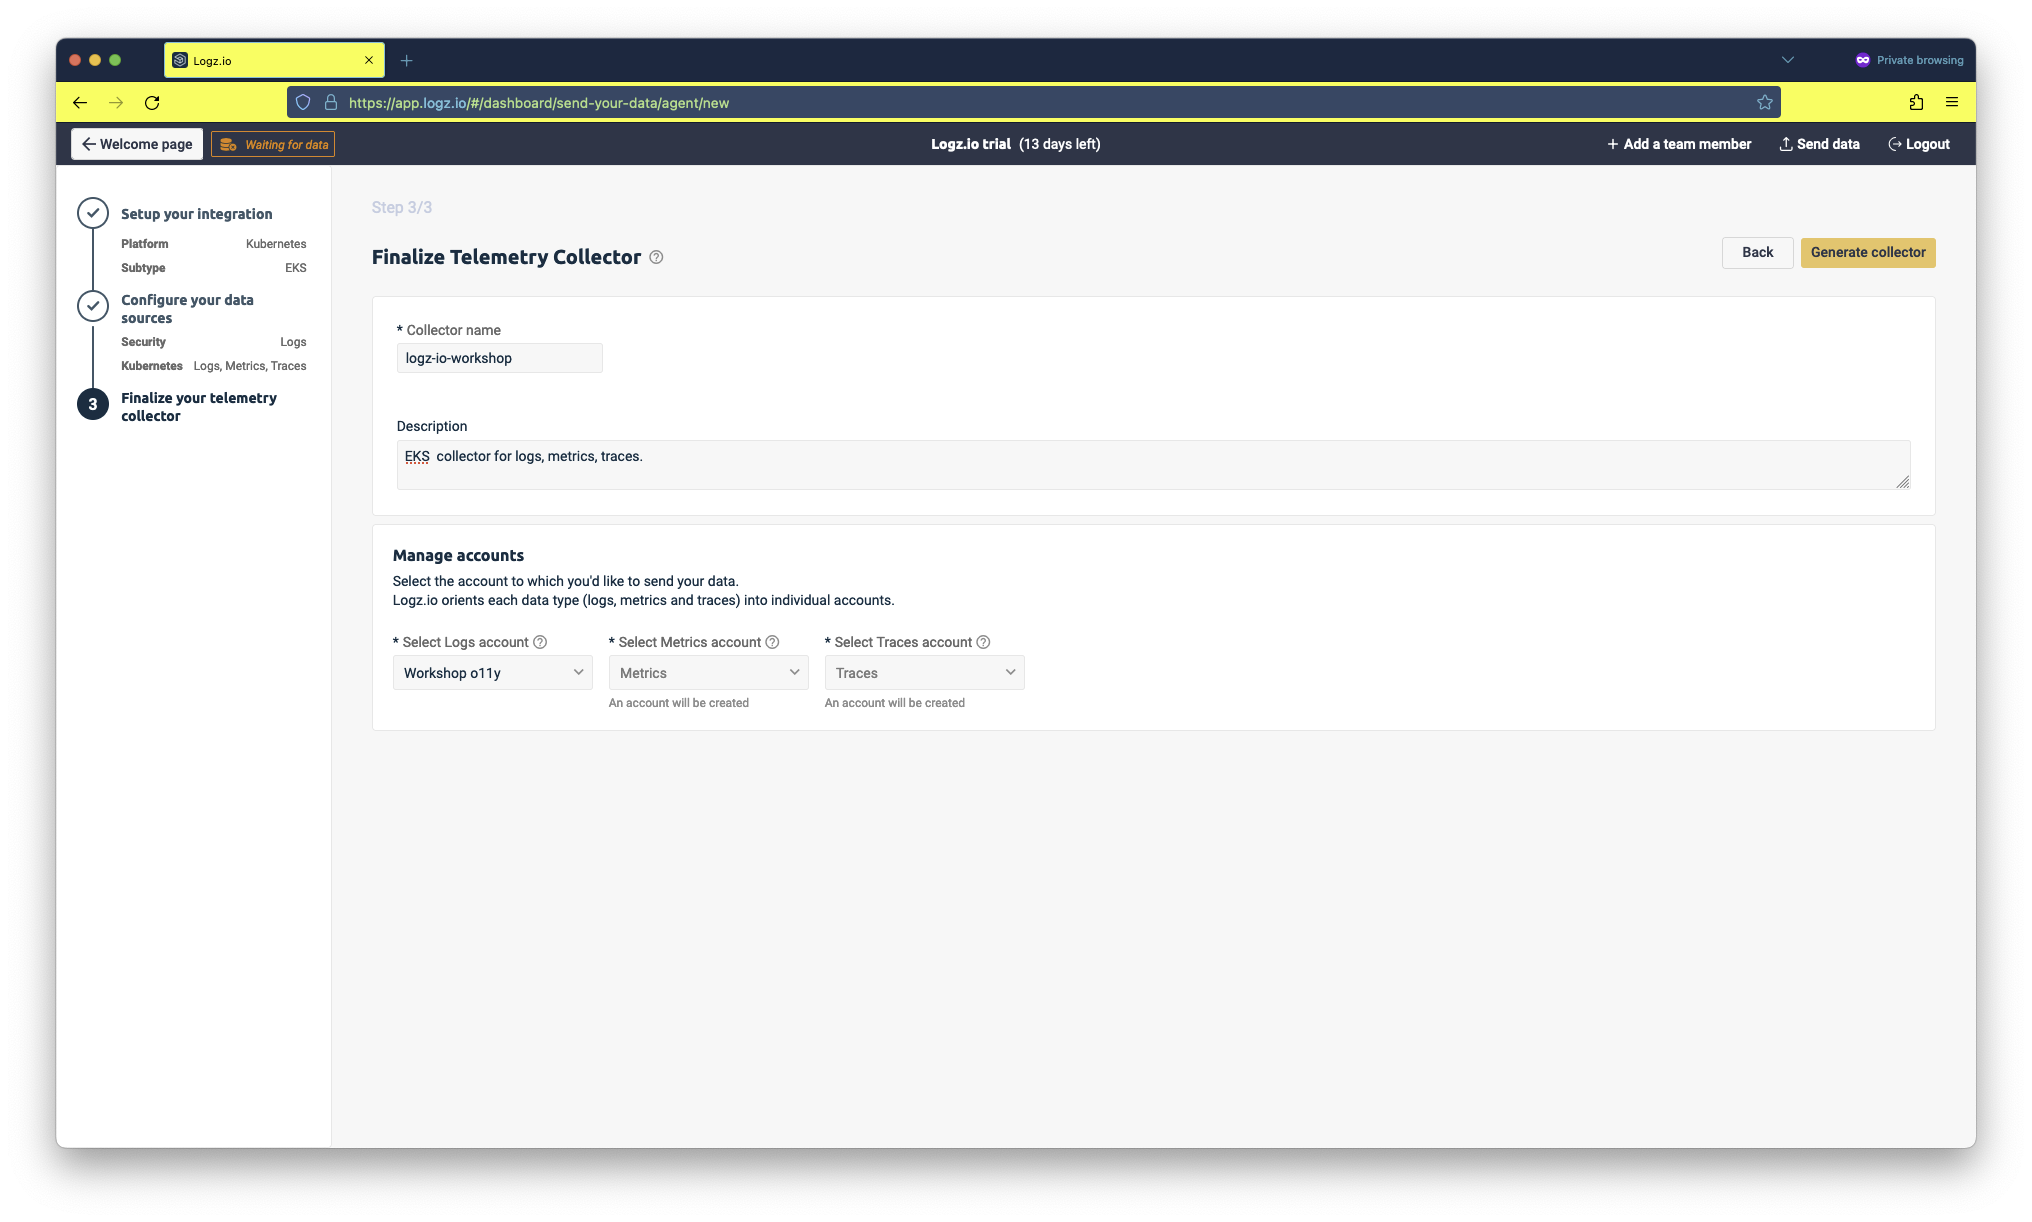 Logz.io
Private browsing
https://app.logz.io/#/dashboard/send-your-data/agent/new
Welcome page
Waiting for data
Logz.io trial (13 days left)
+ Add a team member
Send data
Logout
Setup your integration
Platform Kubernetes
Subtype EKS
Configure your data
sources
Security Logs
Kubernetes Logs, Metrics, Traces
3
Finalize your telemetry
collector
Step 3/3
Finalize Telemetry Collector
Back
Generate collector
* Collector name
logz-io-workshop
Description
EKS collector for logs, metrics, traces.
Manage accounts
Select the account to which you'd like to send your data.
Logz.io orients each data type (logs, metrics and traces) into individual accounts.
* Select Logs account * Select Metrics account * Select Traces account
Workshop o11y Metrics Traces
An account will be created An account will be created